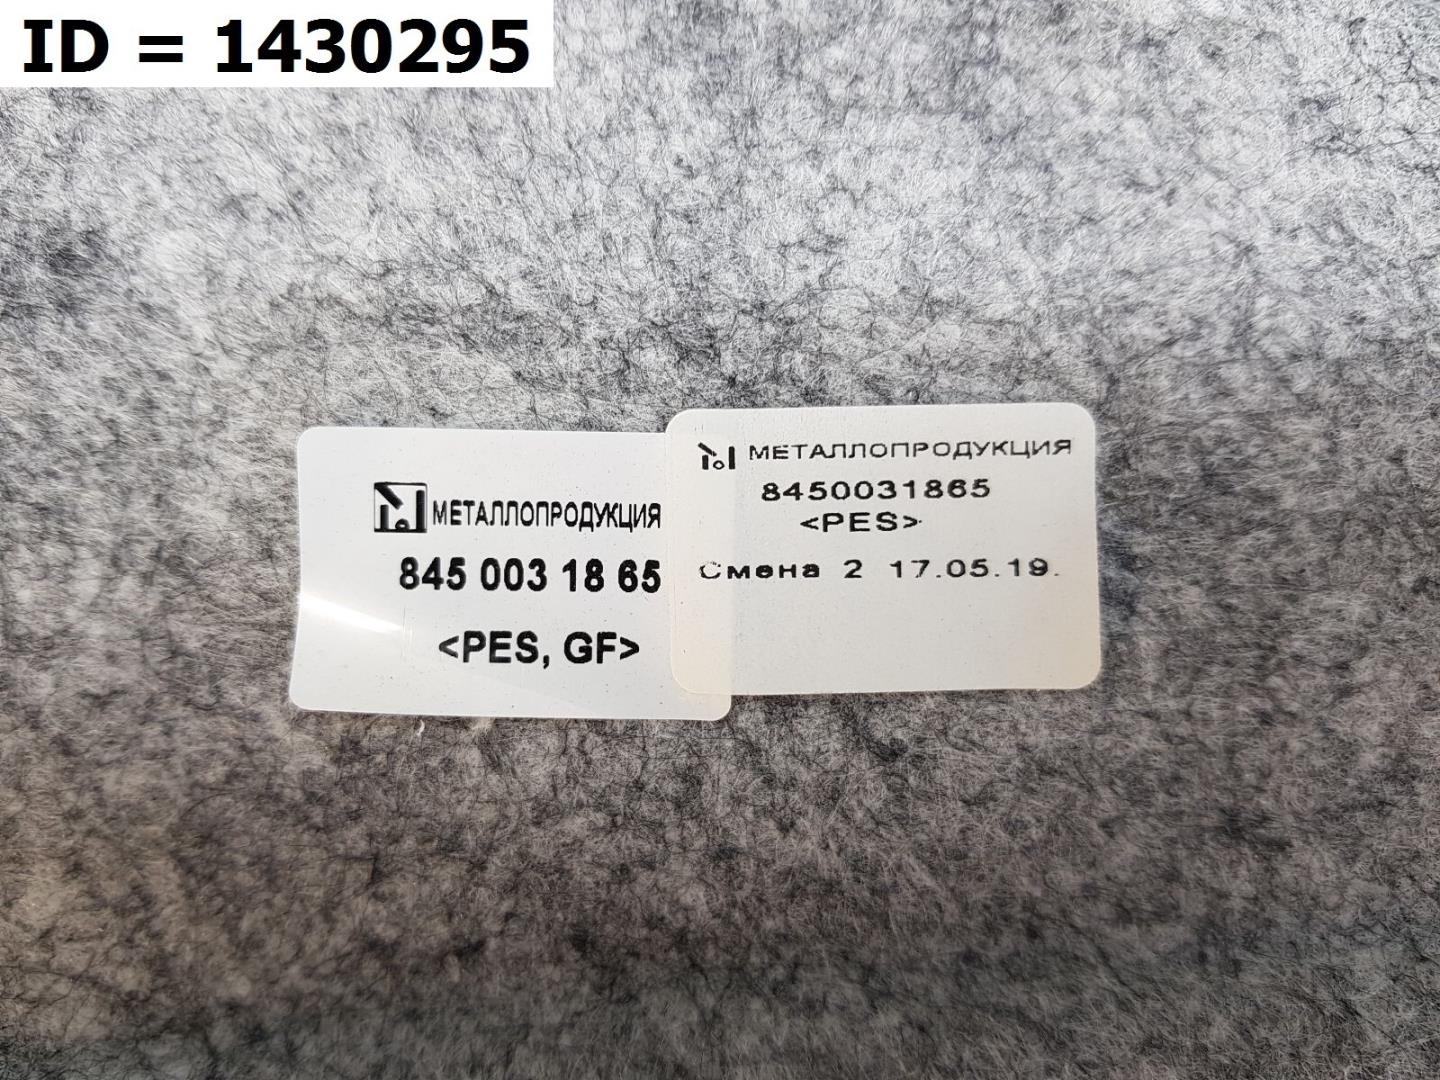 ID = 1430295
МЕТАЛЛОПРОДУКЦИЯ
845 003 18 65
<PES, GF>
МЕТАЛЛОПРОДУКЦИЯ
8450031865
<PES>
Смена 2 17.05.19.